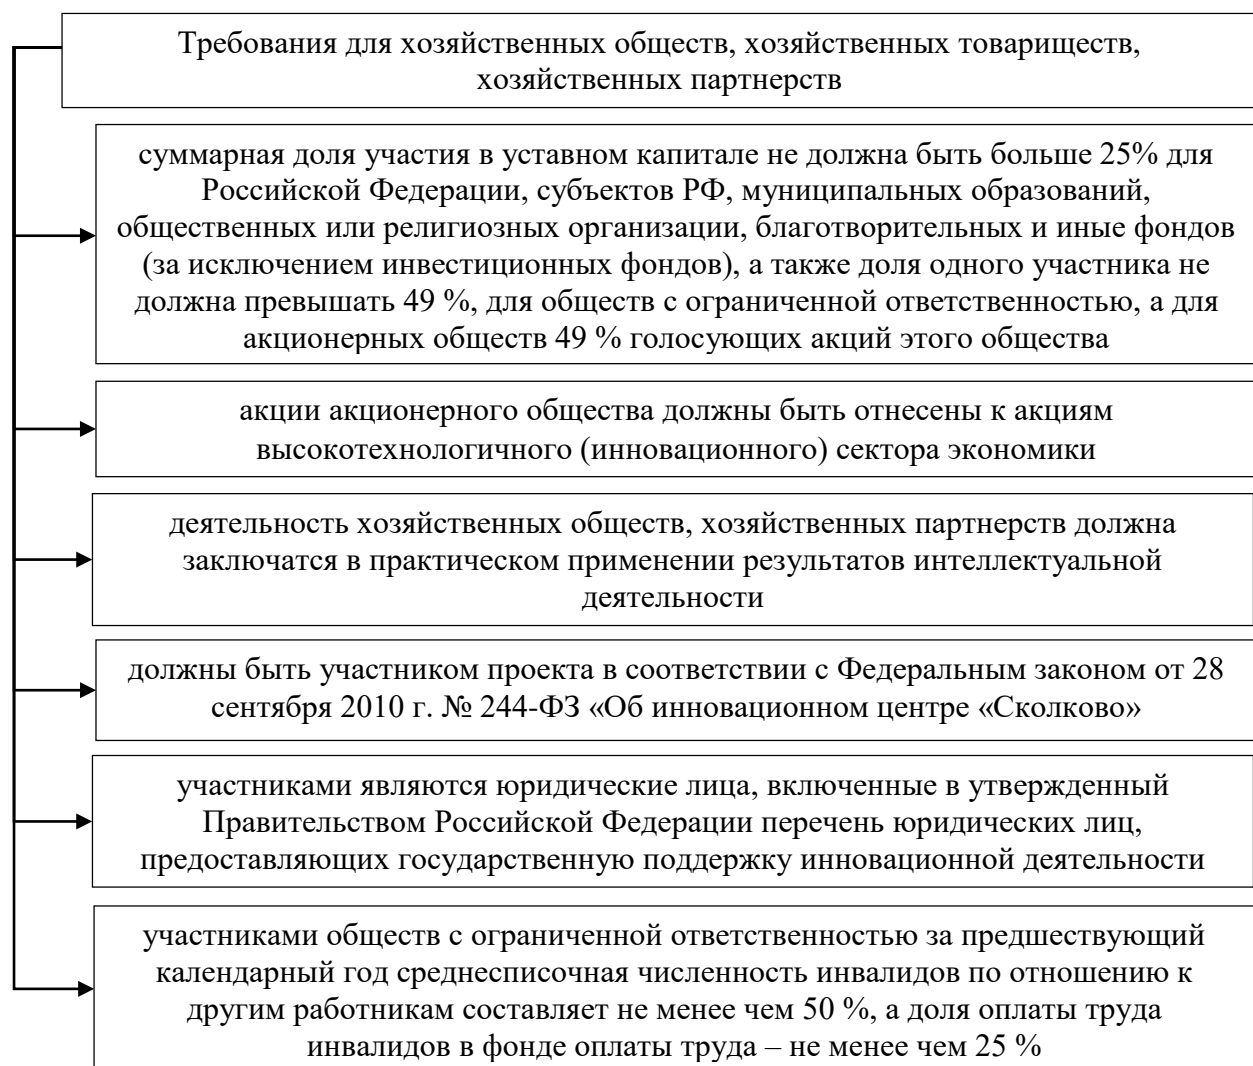 Требования для хозяйственных обществ, хозяйственных товариществ,
хозяйственных партнерств
суммарная доля участия в уставном капитале не должна быть больше 25% для
Российской Федерации, субъектов РФ, муниципальных образований,
общественных или религиозных организации, благотворительных и иные фондов
(за исключением инвестиционных фондов), а также доля одного участника не
должна превышать 49 %, для обществ с ограниченной ответственностью, а для
акционерных обществ 49 % голосующих акций этого общества
акции акционерного общества должны быть отнесены к акциям
высокотехнологичного (инновационного) сектора экономики
деятельность хозяйственных обществ, хозяйственных партнерств должна
заключатся в практическом применении результатов интеллектуальной
деятельности
должны быть участником проекта в соответствии с Федеральным законом от 28
сентября 2010 г. № 244-ФЗ «Об инновационном центре «Сколково»
участниками являются юридические лица, включенные в утвержденный
Правительством Российской Федерации перечень юридических лиц,
предоставляющих государственную поддержку инновационной деятельности
участниками обществ с ограниченной ответственностью за предшествующий
календарный год среднесписочная численность инвалидов по отношению к
другим работникам составляет не менее чем 50 %, а доля оплаты труда
инвалидов в фонде оплаты труда – не менее чем 25 %